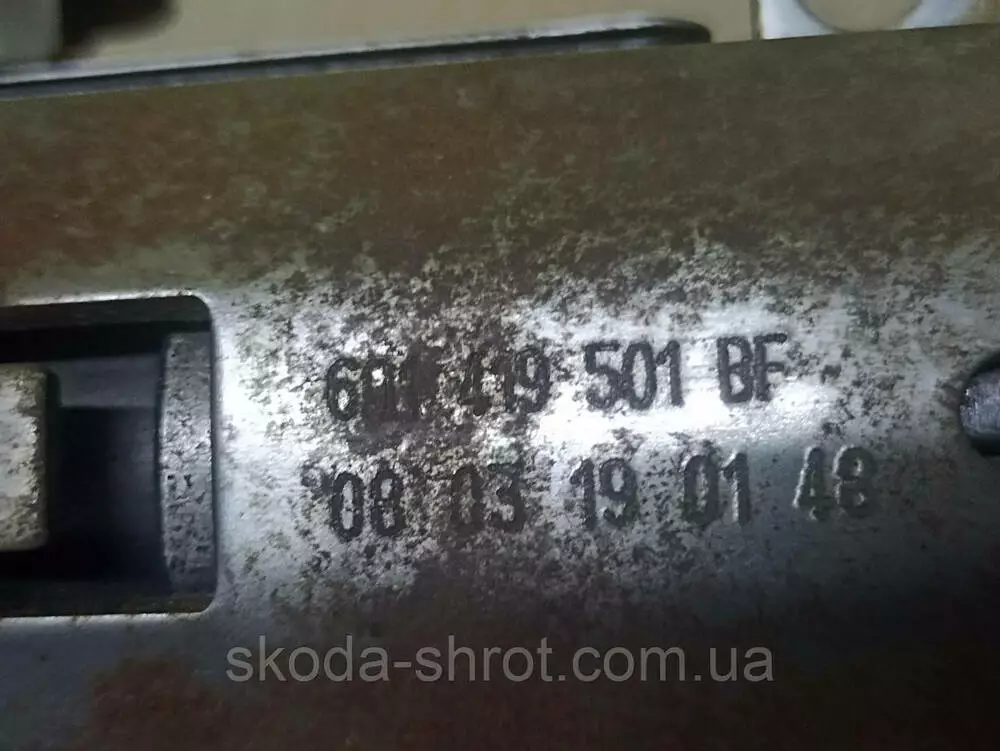 6Q1 419 501 BF
08 03 19 01 48
skoda-shrot.com.ua